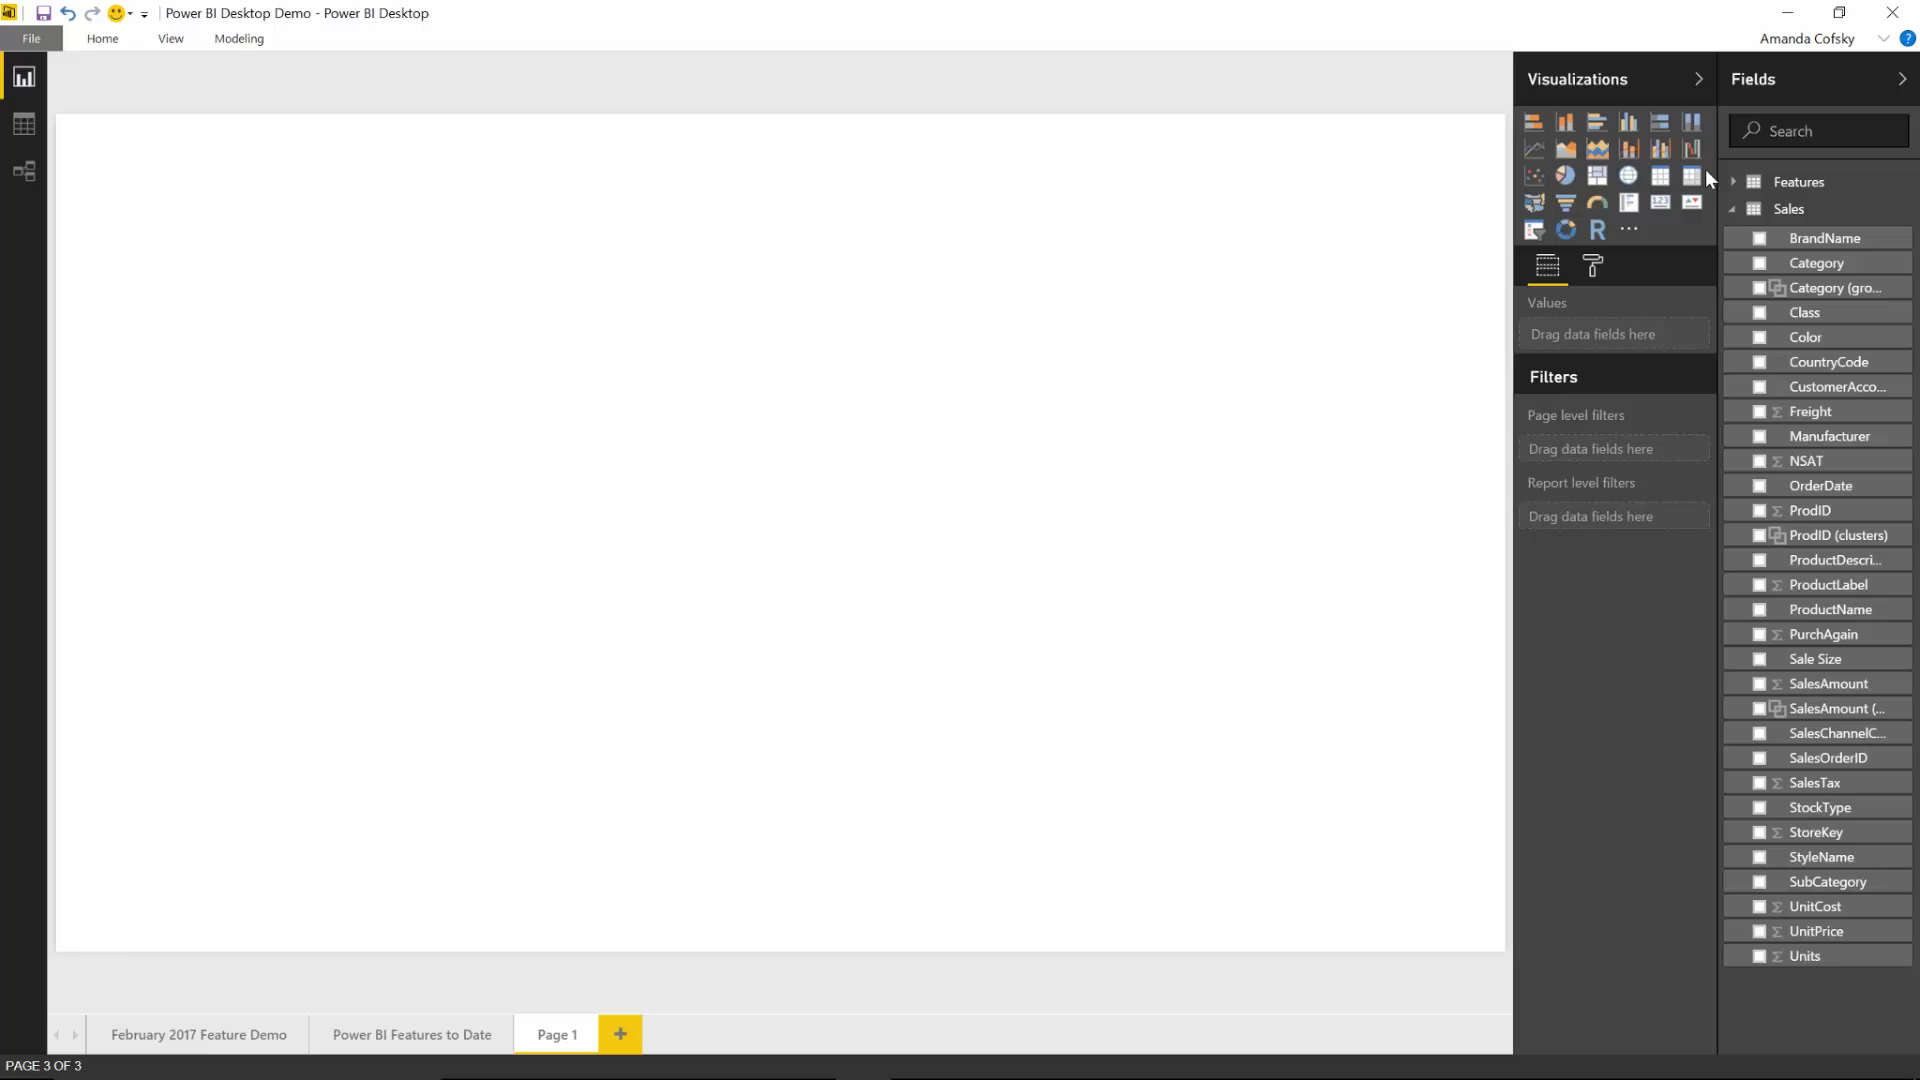 Power BI Desktop Demo - Power BI Desktop
File Home View Modeling
Amanda Cofsky
?
Visualizations
123
R
Values
Drag data fields here
Filters
Page level filters
Drag data fields here
Report level filters
Drag data fields here
Fields
Search
Features
Sales
BrandName
Category
Category (gro...
Class
Color
CountryCode
CustomerAcco...
Σ Freight
Manufacturer
Σ NSAT
OrderDate
Σ ProdID
ProdID (clusters)
ProductDescri...
Σ ProductLabel
ProductName
Σ PurchAgain
Sale Size
Σ SalesAmount
SalesAmount (...
SalesChannelC...
SalesOrderID
Σ SalesTax
StockType
Σ StoreKey
StyleName
SubCategory
Σ UnitCost
Σ UnitPrice
Σ Units
February 2017 Feature Demo
Power BI Features to Date
Page 1
+
PAGE 3 OF 3